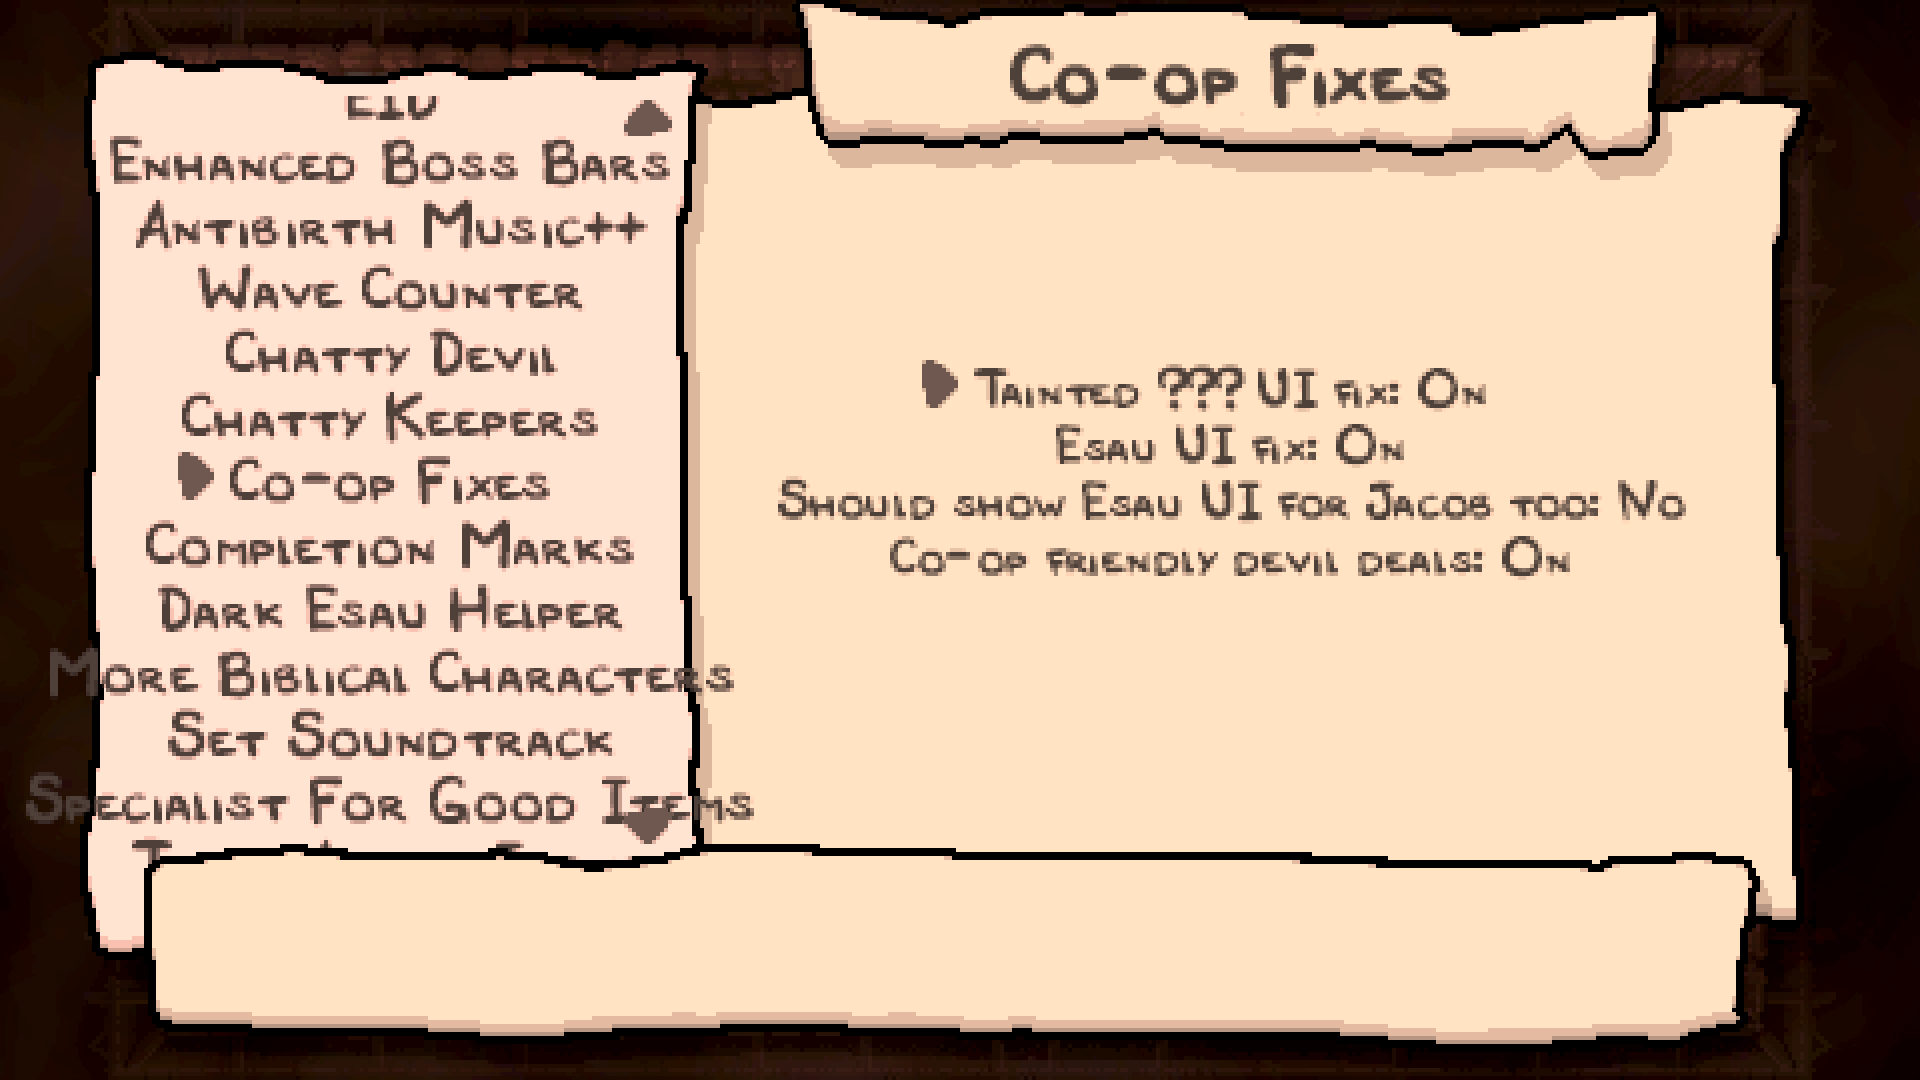 Co-op Fixes
Enhanced Boss Bars
Antibirth Music++
Wave Counter
Chatty Devil
Chatty Keepers
Co-op Fixes
Completion Marks
Dark Esau Helper
More Biblical Characters
Set Soundtrack
Specialist For Good Items
Tainted ??? UI fix: On
Esau UI fix: On
Should show Esau UI for Jacob too: No
Co-op friendly devil deals: On